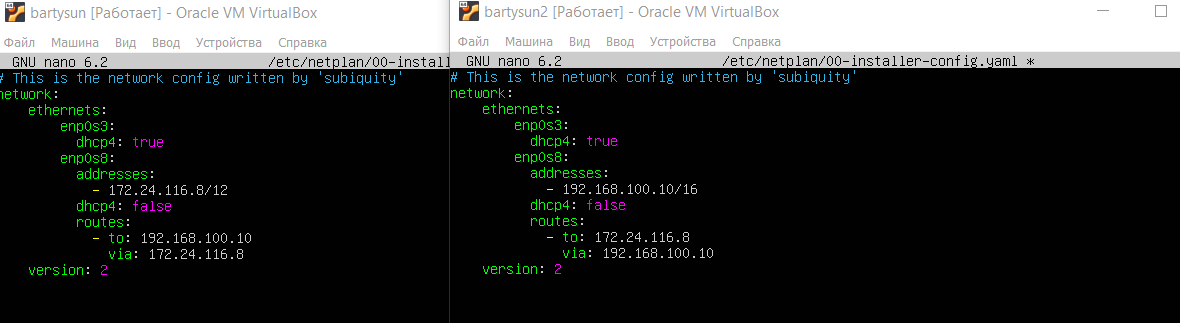 bartysun [Работает] - Oracle VM VirtualBox
Файл Машина Вид Ввод Устройства Справка
GNU nano 6.2 /etc/netplan/00-install
# This is the network config written by 'subiquity'
network:
ethernets:
enp0s3:
dhcp4: true
enp0s8:
addresses:
- 172.24.116.8/12
dhcp4: false
routes:
- to: 192.168.100.10
via: 172.24.116.8
version: 2
bartysun2 [Работает] - Oracle VM VirtualBox
Файл Машина Вид Ввод Устройства Справка
GNU nano 6.2 /etc/netplan/00-installer-config.yaml *
# This is the network config written by 'subiquity'
network:
ethernets:
enp0s3:
dhcp4: true
enp0s8:
addresses:
- 192.168.100.10/16
dhcp4: false
routes:
- to: 172.24.116.8
via: 192.168.100.10
version: 2